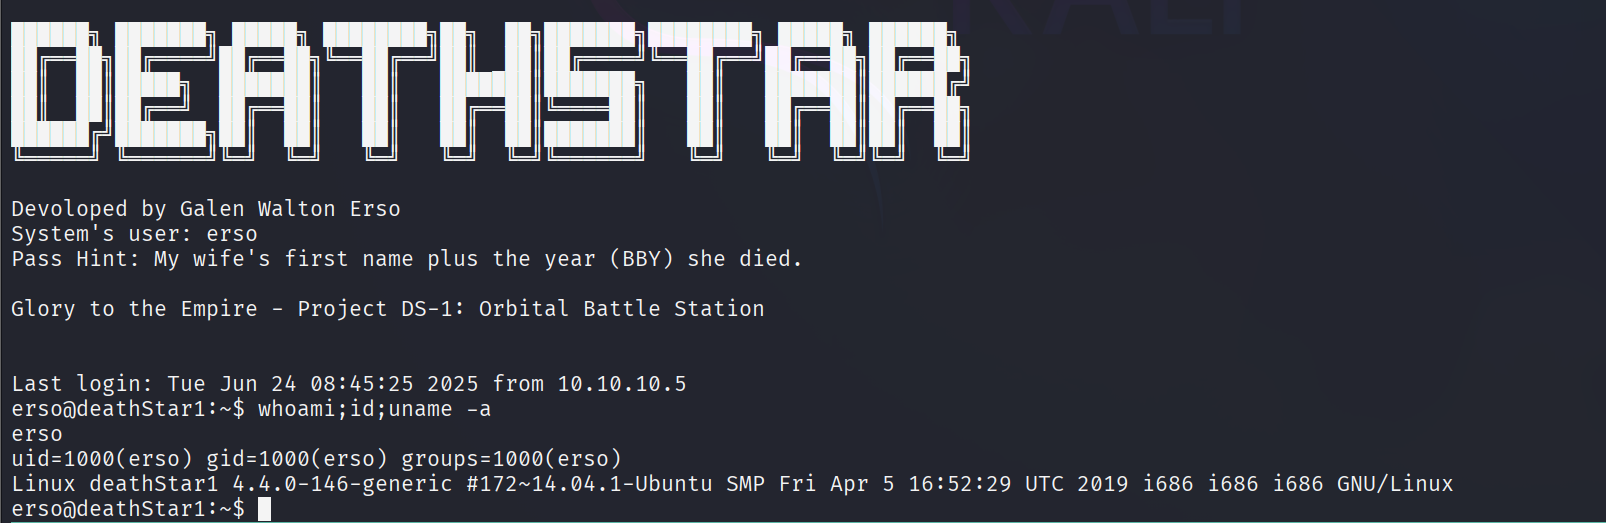 DEATHSTAR
Devoloped by Galen Walton Erso
System's user: erso
Pass Hint: My wife's first name plus the year (BBY) she died.
Glory to the Empire - Project DS-1: Orbital Battle Station
Last login: Tue Jun 24 08:45:25 2025 from 10.10.10.5
erso@deathStar1:~$ whoami;id;uname -a
erso
uid=1000(erso) gid=1000(erso) groups=1000(erso)
Linux deathStar1 4.4.0-146-generic #172~14.04.1-Ubuntu SMP Fri Apr 5 16:52:29 UTC 2019 i686 i686 i686 GNU/Linux
erso@deathStar1:~$